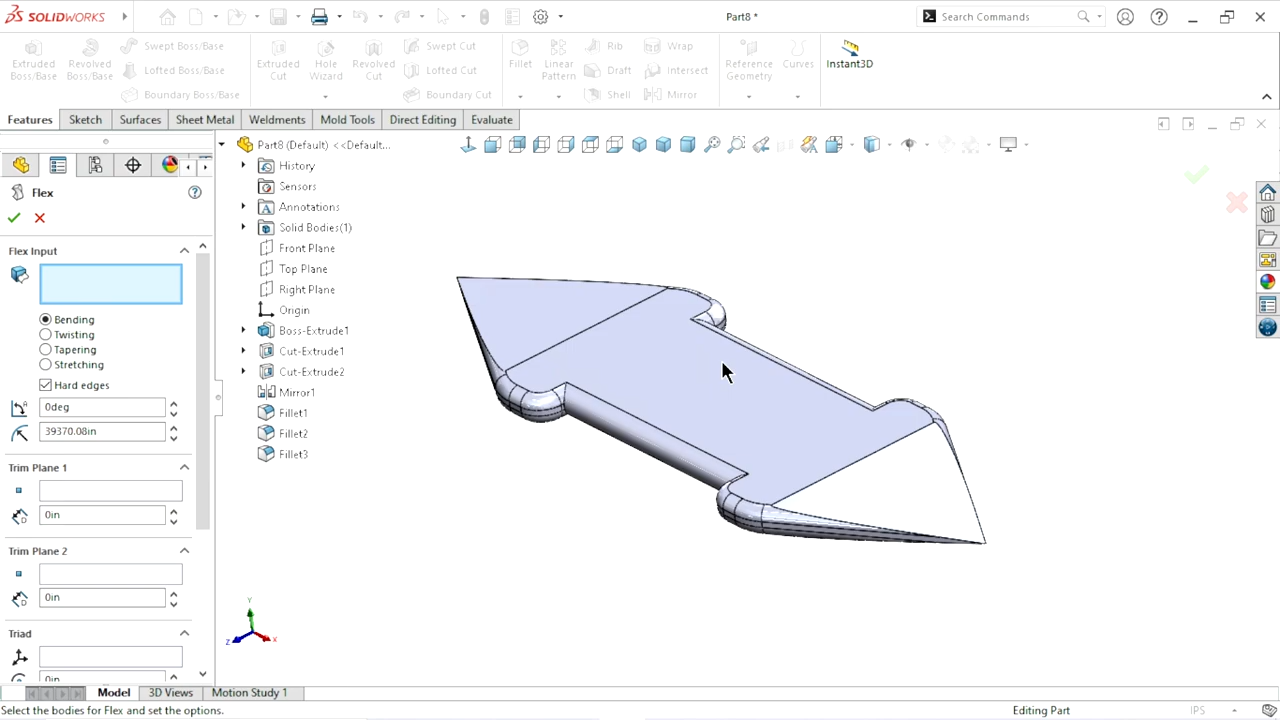 SOLIDWORKS
Part8 *
Search Commands
Extruded Boss/Base
Revolved Boss/Base
Swept Boss/Base
Lofted Boss/Base
Boundary Boss/Base
Extruded Cut
Hole Wizard
Revolved Cut
Swept Cut
Lofted Cut
Boundary Cut
Fillet
Linear Pattern
Rib
Draft
Shell
Wrap
Intersect
Mirror
Reference Geometry
Curves
Instant3D
Features Sketch Surfaces Sheet Metal Weldments Mold Tools Direct Editing Evaluate
Flex
Flex Input
Bending
Twisting
Tapering
Stretching
Hard edges
0deg
39370.08in
Trim Plane 1
0in
Trim Plane 2
0in
Triad
0in
Part8 (Default) <<Default...
History
Sensors
Annotations
Solid Bodies(1)
Front Plane
Top Plane
Right Plane
Origin
Boss-Extrude1
Cut-Extrude1
Cut-Extrude2
Mirror1
Fillet1
Fillet2
Fillet3
Y
Z
X
Model 3D Views Motion Study 1
Select the bodies for Flex and set the options.
Editing Part
IPS